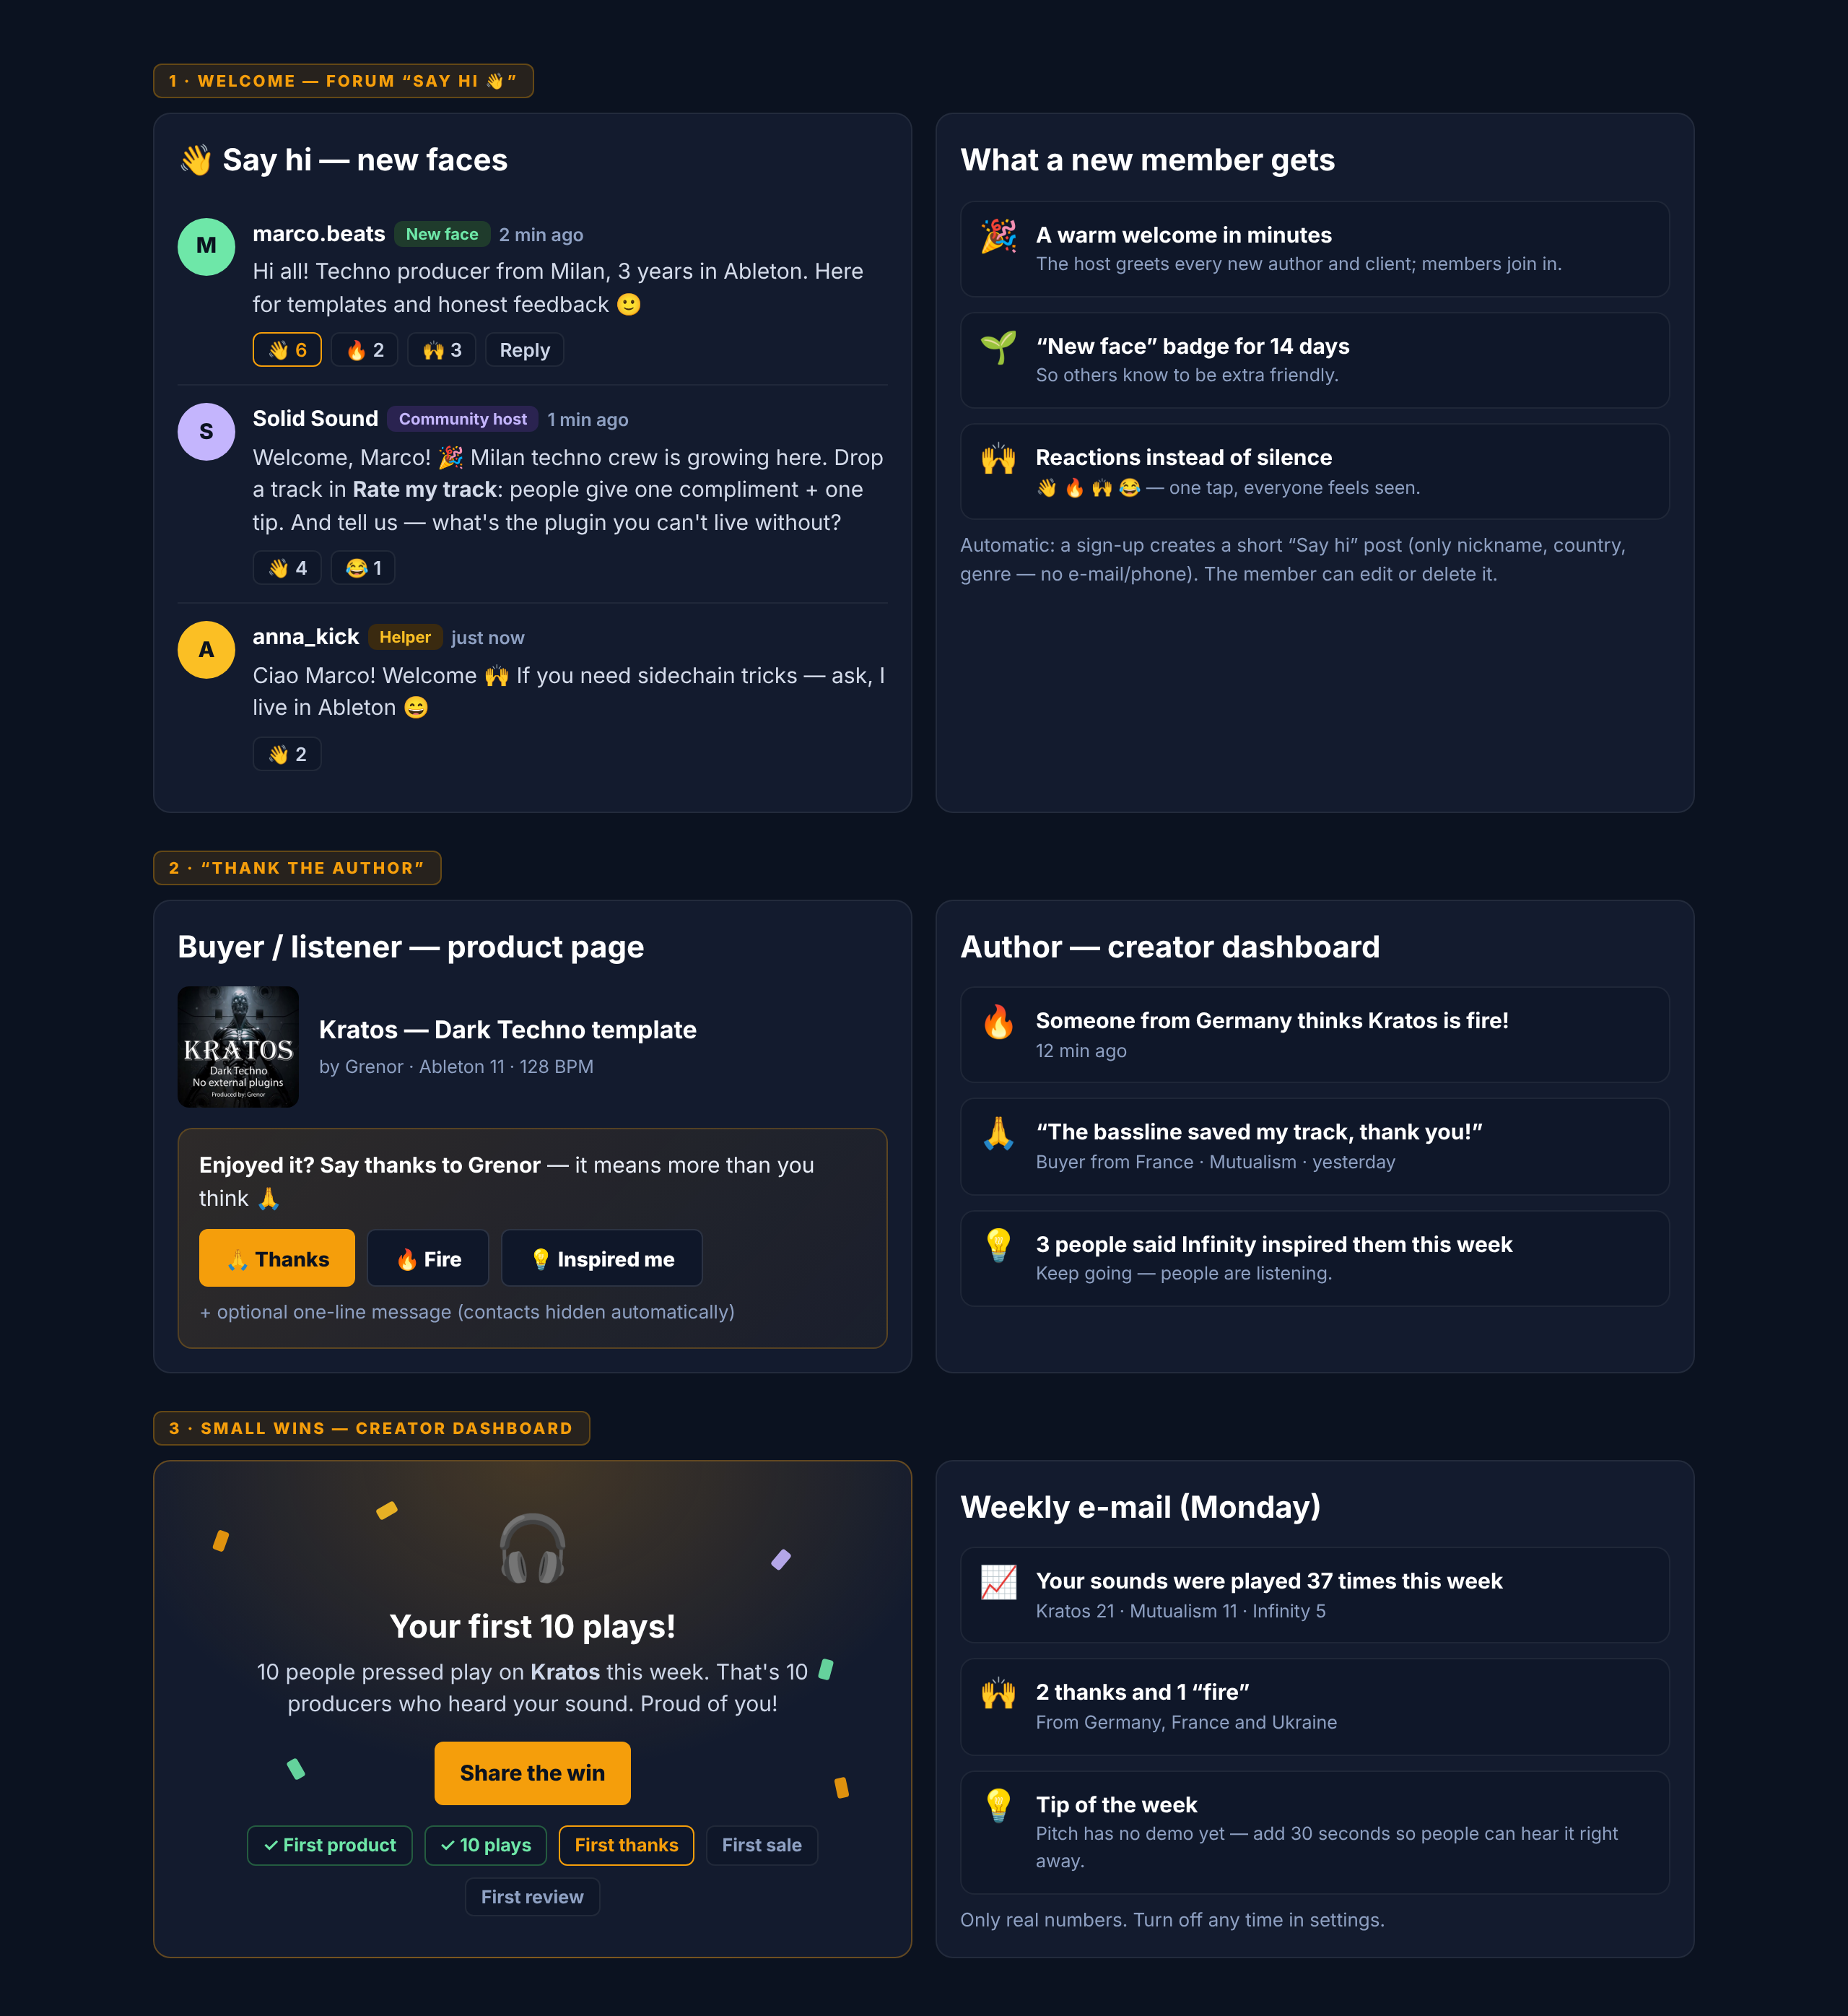 1 · WELCOME — FORUM “SAY HI 👋”
👋 Say hi — new faces
M
marco.beats New face 2 min ago
Hi all! Techno producer from Milan, 3 years in Ableton. Here
for templates and honest feedback 🙂
👋 6 🔥 2 🙌 3 Reply
S
Solid Sound Community host 1 min ago
Welcome, Marco! 🎉 Milan techno crew is growing here. Drop
a track in Rate my track: people give one compliment + one
tip. And tell us — what's the plugin you can't live without?
👋 4 😂 1
A
anna_kick Helper just now
Ciao Marco! Welcome 🙌 If you need sidechain tricks — ask, I
live in Ableton 😄
👋 2
What a new member gets
🎉 A warm welcome in minutes
The host greets every new author and client; members join in.
🌱 “New face” badge for 14 days
So others know to be extra friendly.
🙌 Reactions instead of silence
👋 🔥 🙌 😂 — one tap, everyone feels seen.
Automatic: a sign-up creates a short “Say hi” post (only nickname, country,
genre — no e-mail/phone). The member can edit or delete it.
2 · “THANK THE AUTHOR”
Buyer / listener — product page
KRATOS
Dark Techno
No external plugins
Produced by: Grenor
Kratos — Dark Techno template
by Grenor · Ableton 11 · 128 BPM
Enjoyed it? Say thanks to Grenor — it means more than you
think 🙏
🙏 Thanks 🔥 Fire 💡 Inspired me
+ optional one-line message (contacts hidden automatically)
Author — creator dashboard
🔥 Someone from Germany thinks Kratos is fire!
12 min ago
🙏 “The bassline saved my track, thank you!”
Buyer from France · Mutualism · yesterday
💡 3 people said Infinity inspired them this week
Keep going — people are listening.
3 · SMALL WINS — CREATOR DASHBOARD
🎧
Your first 10 plays!
10 people pressed play on Kratos this week. That's 10
producers who heard your sound. Proud of you!
Share the win
✓ First product ✓ 10 plays First thanks First sale
First review
Weekly e-mail (Monday)
📈 Your sounds were played 37 times this week
Kratos 21 · Mutualism 11 · Infinity 5
🙌 2 thanks and 1 “fire”
From Germany, France and Ukraine
💡 Tip of the week
Pitch has no demo yet — add 30 seconds so people can hear it right
away.
Only real numbers. Turn off any time in settings.